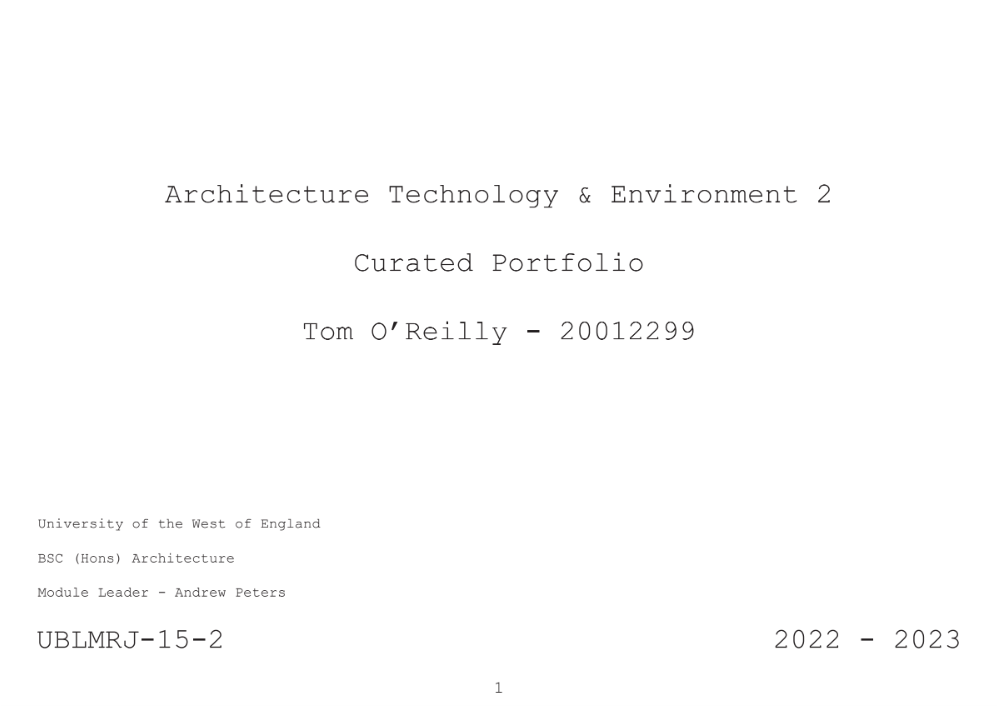 Architecture Technology & Environment 2
Curated Portfolio
Tom O’Reilly - 20012299
University of the West of England
BSC (Hons) Architecture
Module Leader - Andrew Peters
UBLMRJ-15-2
2022 - 2023
1